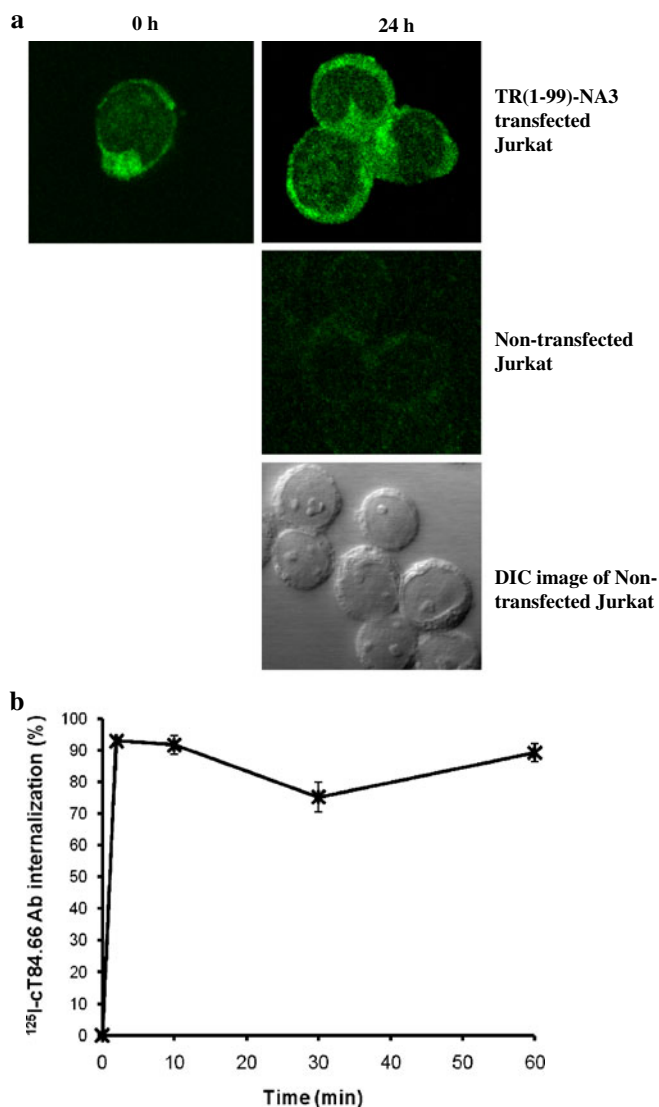 a
0 h
24 h
TR(1-99)-NA3
transfected
Jurkat
Non-transfected
Jurkat
DIC image of Non-
transfected Jurkat
b
¹²⁵I-cT84.66 Ab internalization (%)
100
90
80
70
60
50
40
30
20
10
0
0 10 20 30 40 50 60
Time (min)